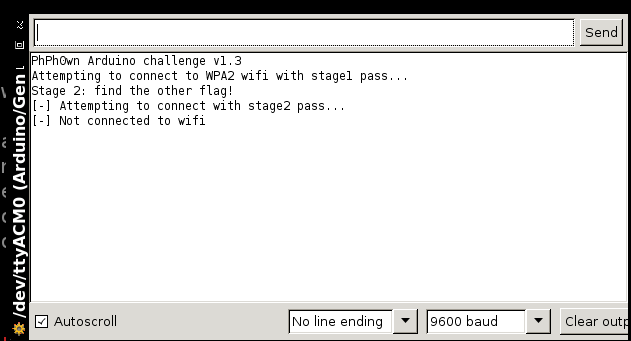 /dev/ttyACM0 (Arduino/Gen
Send
PhPh0wn Arduino challenge v1.3
Attempting to connect to WPA2 wifi with stage1 pass...
Stage 2: find the other flag!
[-] Attempting to connect with stage2 pass...
[-] Not connected to wifi
Autoscroll
No line ending
9600 baud
Clear outp